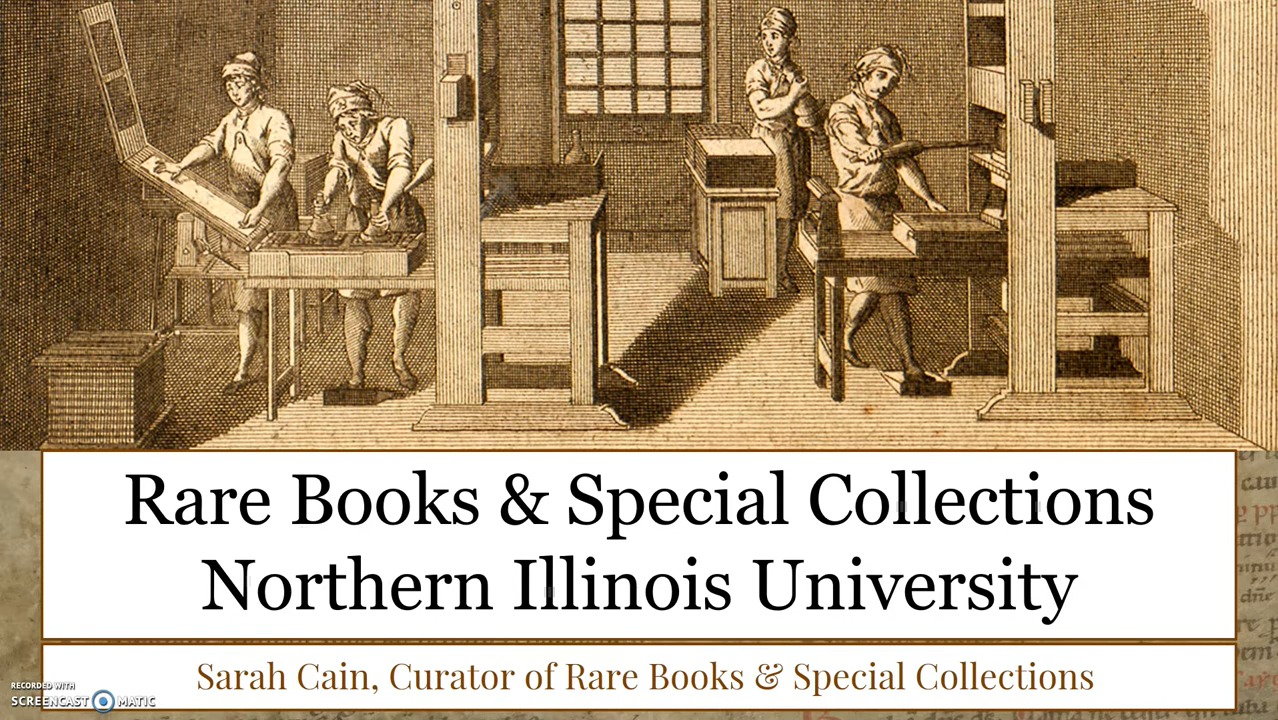 Rare Books & Special Collections
Northern Illinois University
Sarah Cain, Curator of Rare Books & Special Collections
RECORDED WITH
SCREENCAST MATIC